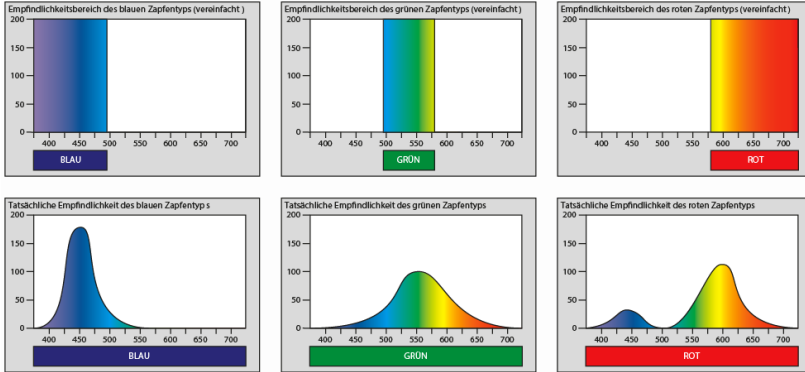 Empfindlichkeitsbereich des blauen Zapfentyps (vereinfacht )
200
150
100
50
0
400 450 500 550 600 650 700
BLAU
Empfindlichkeitsbereich des grünen Zapfentyps (vereinfacht )
200
150
100
50
0
400 450 500 550 600 650 700
GRÜN
Empfindlichkeitsbereich des roten Zapfentyps (vereinfacht )
200
150
100
50
0
400 450 500 550 600 650 700
ROT
Tatsächliche Empfindlichkeit des blauen Zapfentyp s
200
150
100
50
0
400 450 500 550 600 650 700
BLAU
Tatsächliche Empfindlichkeit des grünen Zapfentyps
200
150
100
50
0
400 450 500 550 600 650 700
GRÜN
Tatsächliche Empfindlichkeit des roten Zapfentyps
200
150
100
50
0
400 450 500 550 600 650 700
ROT